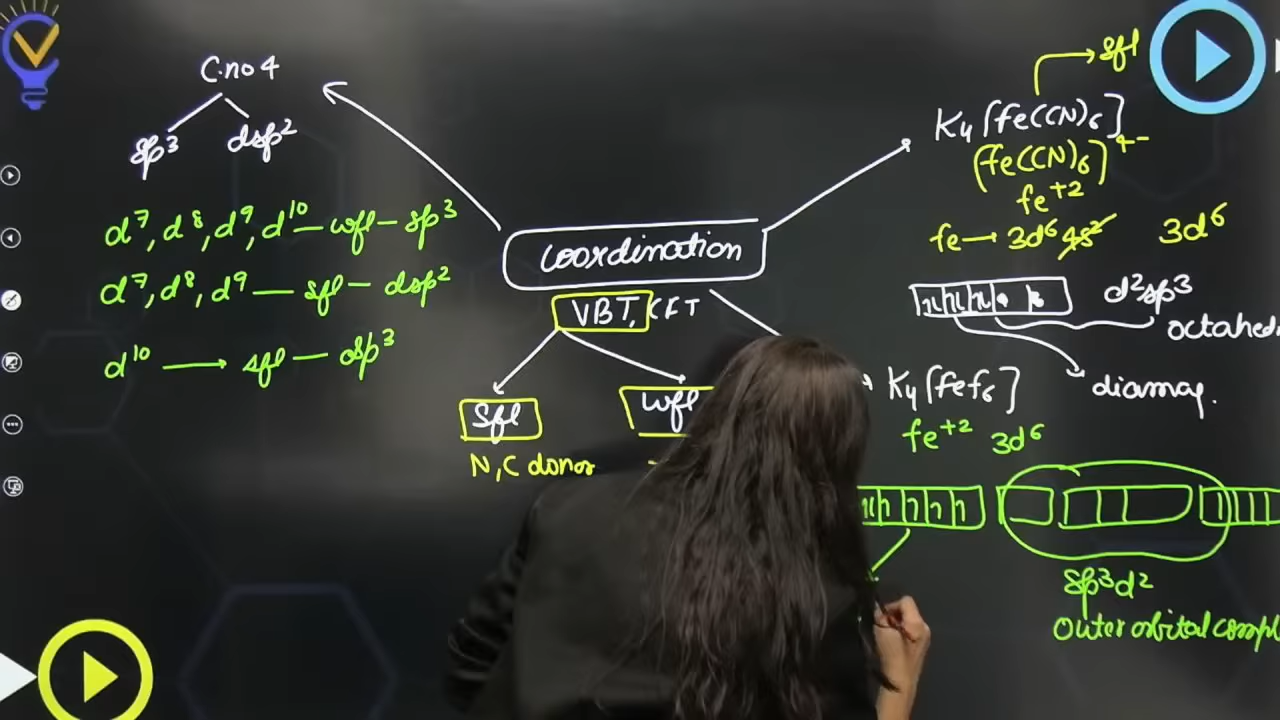 C.no 4
sp³ dsp²
d⁷, d⁸, d⁹, d¹⁰ — wfl — sp³
d⁷, d⁸, d⁹ — sfl — dsp²
d¹⁰ → sfl — sp³
coordination
VBT, CFT
Sfl
wfl
N, C donor
sfl
K4[Fe(CN)6]
(fe(CN)6)⁴⁻
fe⁺²
fe → 3d⁶ 4s² 3d⁶
d²sp³
octahed
diamag.
K4[fef6]
fe⁺² 3d⁶
sp³d²
outer orbital compl